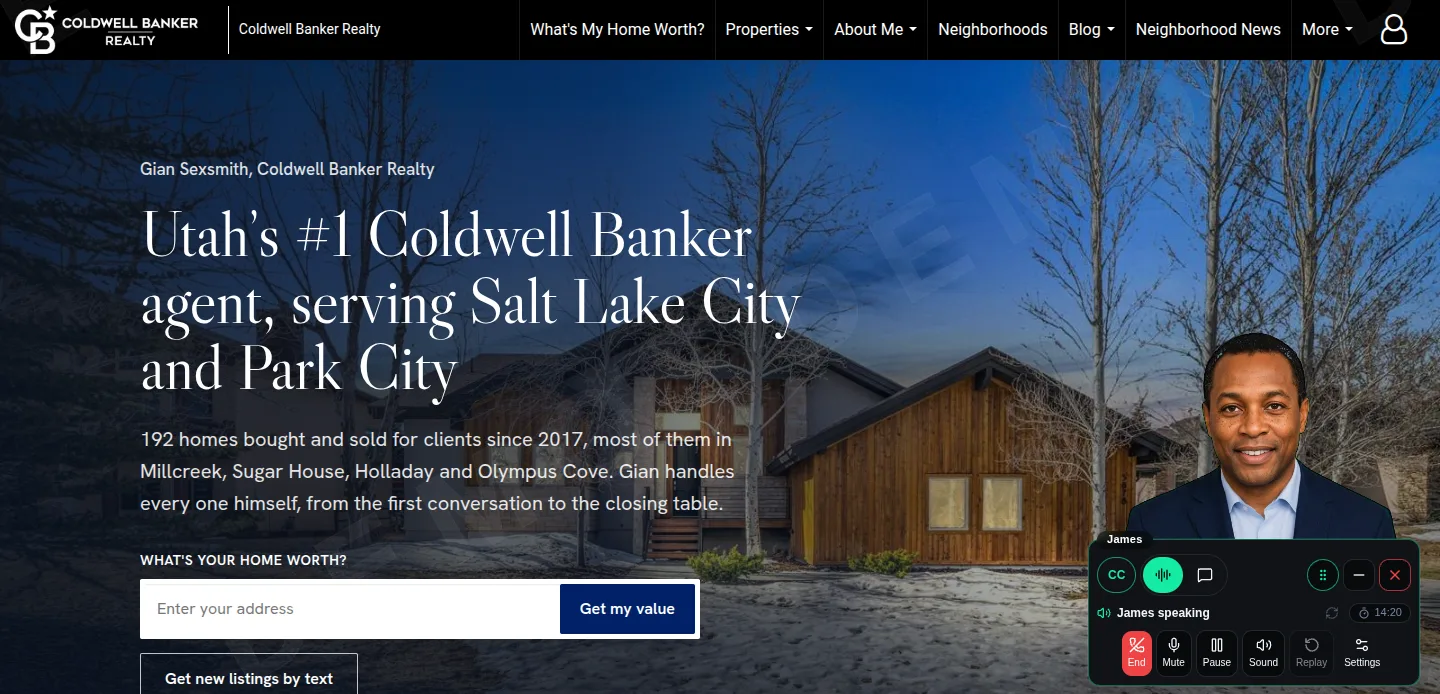 COLDWELL BANKER
REALTY
Coldwell Banker Realty
What's My Home Worth?
Properties
About Me
Neighborhoods
Blog
Neighborhood News
More
Gian Sexsmith, Coldwell Banker Realty
Utah's #1 Coldwell Banker
agent, serving Salt Lake City
and Park City
192 homes bought and sold for clients since 2017, most of them in
Millcreek, Sugar House, Holladay and Olympus Cove. Gian handles
every one himself, from the first conversation to the closing table.
WHAT'S YOUR HOME WORTH?
Enter your address
Get my value
Get new listings by text
James
CC
James speaking
14:20
End
Mute
Pause
Sound
Replay
Settings